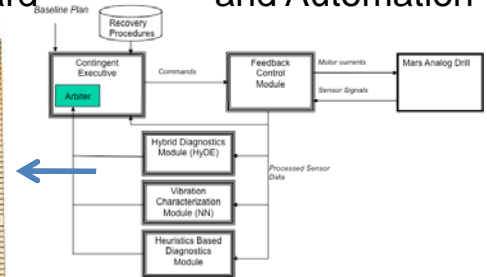 and Automation
Baseline Plan
Recovery
Procedures
Contingent
Executive
Arbiter
Commands
Feedback
Control
Module
Motor currents
Sensor Signals
Mars Analog Drill
Hybrid Diagnostics
Module (HyDE)
Processed Sensor
Data
Vibration
Characterization
Module (NN)
Heuristics Based
Diagnostics
Module